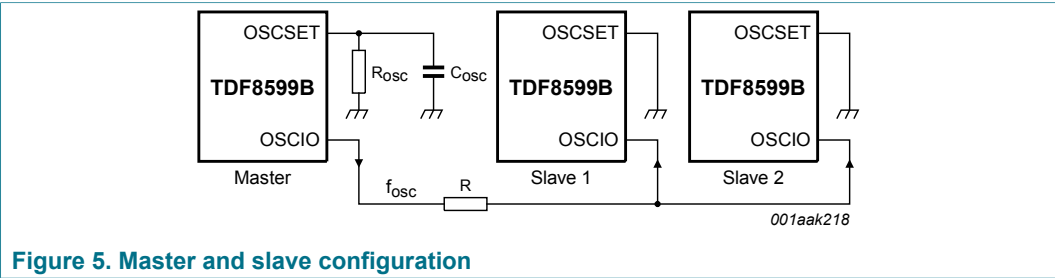 OSCSET
Rosc
Cosc
TDF8599B
OSCIO
Master
OSCSET
TDF8599B
OSCIO
Slave 1
OSCSET
TDF8599B
OSCIO
Slave 2
fosc
R
001aak218
Figure 5. Master and slave configuration